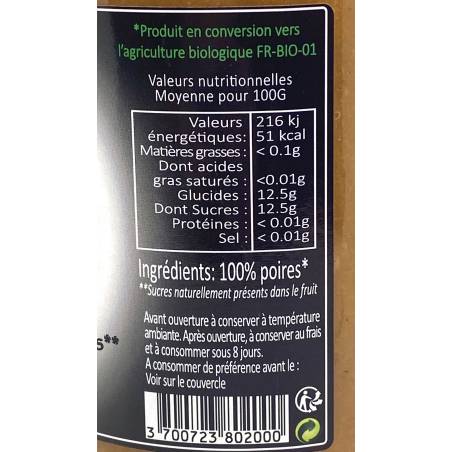 *Produit en conversion vers
l'agriculture biologique FR-BIO-01
Valeurs nutritionnelles
Moyenne pour 100G
Valeurs 216 kj
énergétiques: 51 kcal
Matières grasses : < 0.1g
Dont acides
gras saturés : <0.01g
Glucides : 12.5g
Dont Sucres : 12.5g
Protéines : < 0.01g
Sel : < 0.01g
Ingrédients: 100% poires*
**Sucres naturellement présents dans le fruit
s**
Avant ouverture à conserver à température
ambiante. Après ouverture, à conserver au frais
et à consommer sous 8 jours.
A consommer de préférence avant le :
Voir sur le couvercle
3 700723 802000